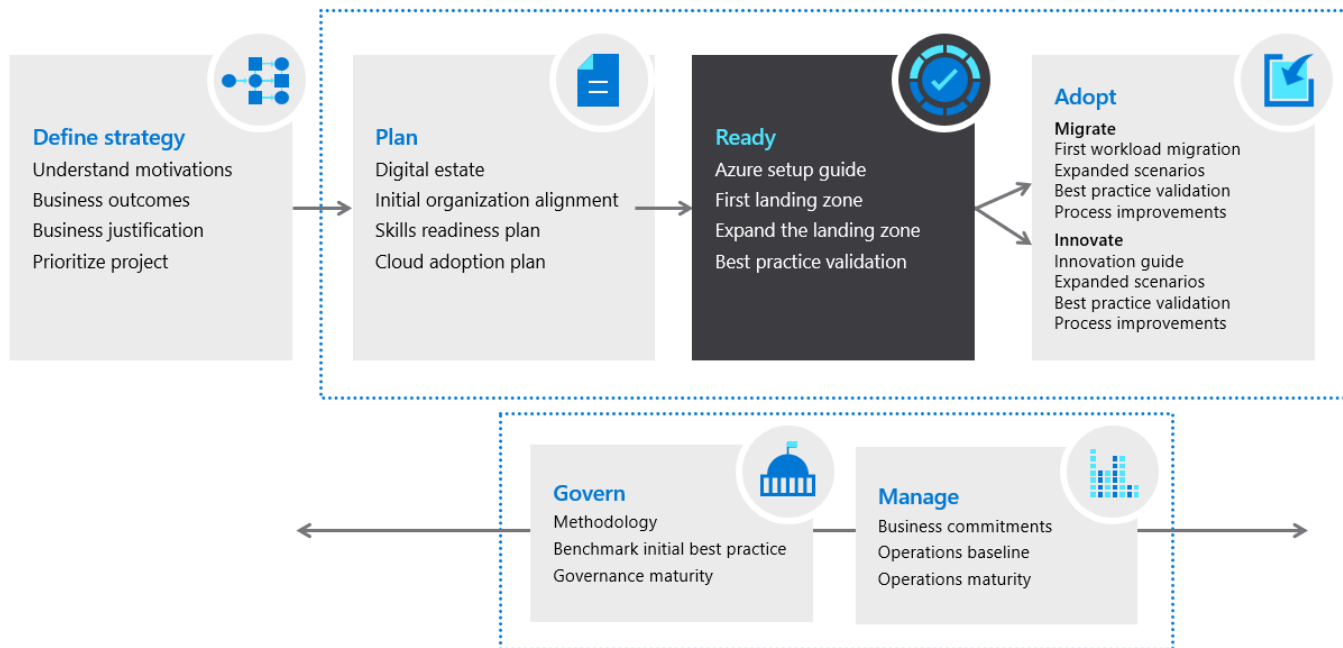 Define strategy
Understand motivations
Business outcomes
Business justification
Prioritize project
Plan
Digital estate
Initial organization alignment
Skills readiness plan
Cloud adoption plan
Ready
Azure setup guide
First landing zone
Expand the landing zone
Best practice validation
Adopt
Migrate
First workload migration
Expanded scenarios
Best practice validation
Process improvements
Innovate
Innovation guide
Expanded scenarios
Best practice validation
Process improvements
Govern
Methodology
Benchmark initial best practice
Governance maturity
Manage
Business commitments
Operations baseline
Operations maturity